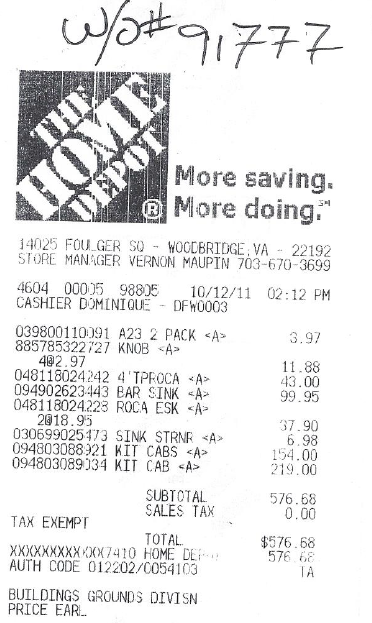 W/O# 91777
THE
HOME
DEPOT
®
More saving.
More doing.℠
14025 FOULGER SQ - WOODBRIDGE, VA - 22192
STORE MANAGER VERNON MAUPIN 703-670-3699
4604 00005 98805 10/12/11 02:12 PM
CASHIER DOMINIQUE - DFW0003
039800110091 A23 2 PACK <A> 3.97
885785322727 KNOB <A>
4@2.97 11.88
048118024242 4'TPROCA <A> 43.00
094902623443 BAR SINK <A> 99.95
048118024228 ROCA ESK <A>
2@18.95 37.90
030699025473 SINK STRNR <A> 6.98
094803088921 KIT CABS <A> 154.00
094803089034 KIT CAB <A> 219.00
SUBTOTAL 576.68
SALES TAX 0.00
TAX EXEMPT
TOTAL $576.68
XXXXXXXXXXXX7410 HOME DEPOT 576.68
AUTH CODE 012202/0054103 TA
BUILDINGS GROUNDS DIVISN
PRICE EARL